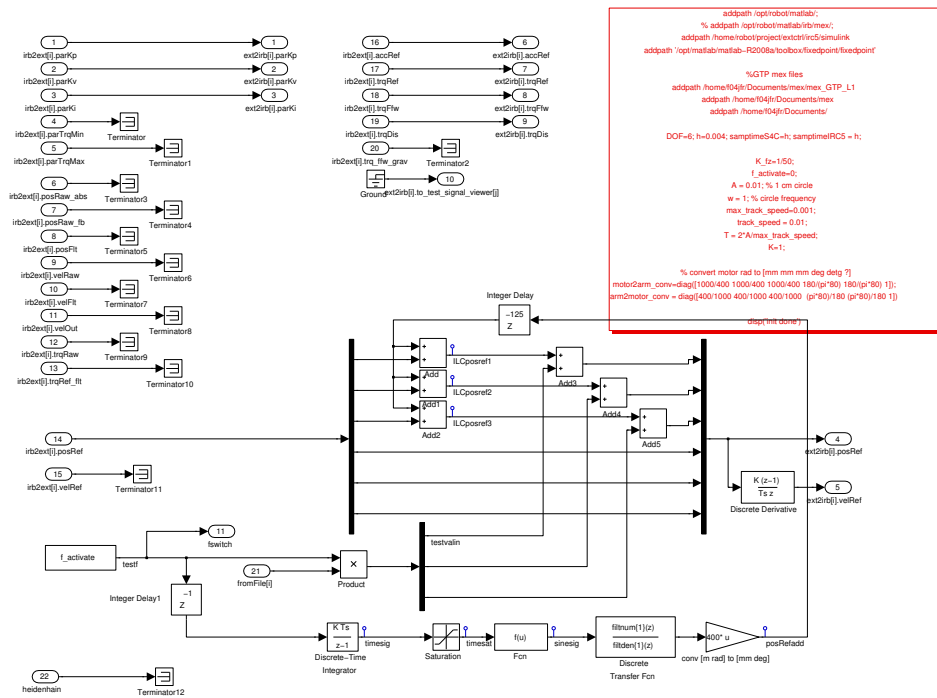 1
irb2ext[i].parKp
1
ext2irb[i].parKp
2
irb2ext[i].parKv
2
ext2irb[i].parKv
3
irb2ext[i].parKi
3
ext2irb[i].parKi
4
irb2ext[i].parTrqMin
Terminator
5
irb2ext[i].parTrqMax
Terminator1
6
irb2ext[i].posRaw_abs
Terminator3
7
irb2ext[i].posRaw_fb
Terminator4
8
irb2ext[i].posFlt
Terminator5
9
irb2ext[i].velRaw
Terminator6
10
irb2ext[i].velFlt
Terminator7
11
irb2ext[i].velOut
Terminator8
12
irb2ext[i].trqRaw
Terminator9
13
irb2ext[i].trqRef_flt
Terminator10
16
irb2ext[i].accRef
6
ext2irb[i].accRef
17
irb2ext[i].trqRef
7
ext2irb[i].trqRef
18
irb2ext[i].trqFfw
8
ext2irb[i].trqFfw
19
irb2ext[i].trqDis
9
ext2irb[i].trqDis
20
irb2ext[i].trq_ffw_grav
Terminator2
Ground
10
ext2irb[i].to_test_signal_viewer[j]
addpath /opt/robot/matlab/;
% addpath /opt/robot/matlab/irb/mex/;
addpath /home/robot/project/extctrl/irc5/simulink
addpath '/opt/matlab/matlab-R2008a/toolbox/fixedpoint/fixedpoint'
%GTP mex files
addpath /home/f04jfr/Documents/mex/mex_GTP_L1
addpath /home/f04jfr/Documents/mex
addpath /home/f04jfr/Documents/
DOF=6; h=0.004; samptimeS4C=h; samptimeIRC5 = h;
K_fz=1/50;
f_activate=0;
A = 0.01; % 1 cm circle
w = 1; % circle frequency
max_track_speed=0.001;
track_speed = 0.01;
T = 2*A/max_track_speed;
K=1;
% convert motor rad to [mm mm mm deg detg ?]
motor2arm_conv=diag([1000/400 1000/400 1000/400 180/(pi*80) 180/(pi*80) 1]);
arm2motor_conv = diag([400/1000 400/1000 400/1000 (pi*80)/180 (pi*80)/180 1])
disp('init done')
Integer Delay
-125
Z
+
+
Add
ILCposref1
+
+
Add1
ILCposref2
+
+
Add2
ILCposref3
+
+
Add3
+
+
Add4
+
+
Add5
14
irb2ext[i].posRef
4
ext2irb[i].posRef
15
irb2ext[i].velRef
Terminator11
K (z-1)
Ts z
Discrete Derivative
5
ext2irb[i].velRef
11
fswitch
f_activate
testf
21
fromFile[i]
×
Product
testvalin
Integer Delay1
-1
Z
K Ts
z-1
Discrete-Time
Integrator
timesig
Saturation
timesat
f(u)
Fcn
sinesig
filtnum{1}(z)
filtden{1}(z)
Discrete
Transfer Fcn
400* u
conv [m rad] to [mm deg]
posRefadd
22
heidenhain
Terminator12